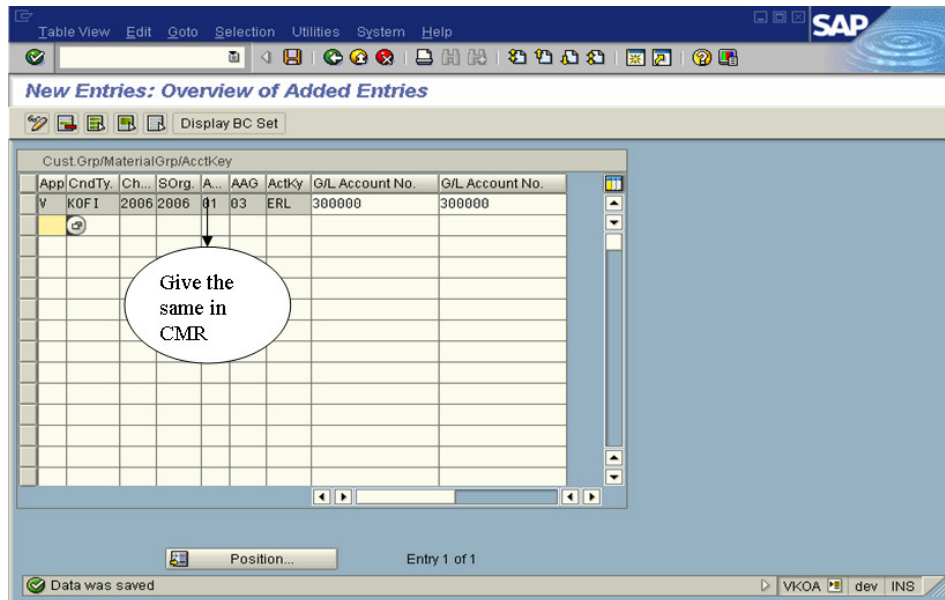 Table View Edit Goto Selection Utilities System Help
SAP
New Entries: Overview of Added Entries
Display BC Set
Cust.Grp/MaterialGrp/AcctKey
App CndTy. Ch... SOrg. A... AAG ActKy G/L Account No. G/L Account No.
V KOFI 2006 2006 01 03 ERL 300000 300000
Give the
same in
CMR
Position... Entry 1 of 1
Data was saved VKOA dev INS